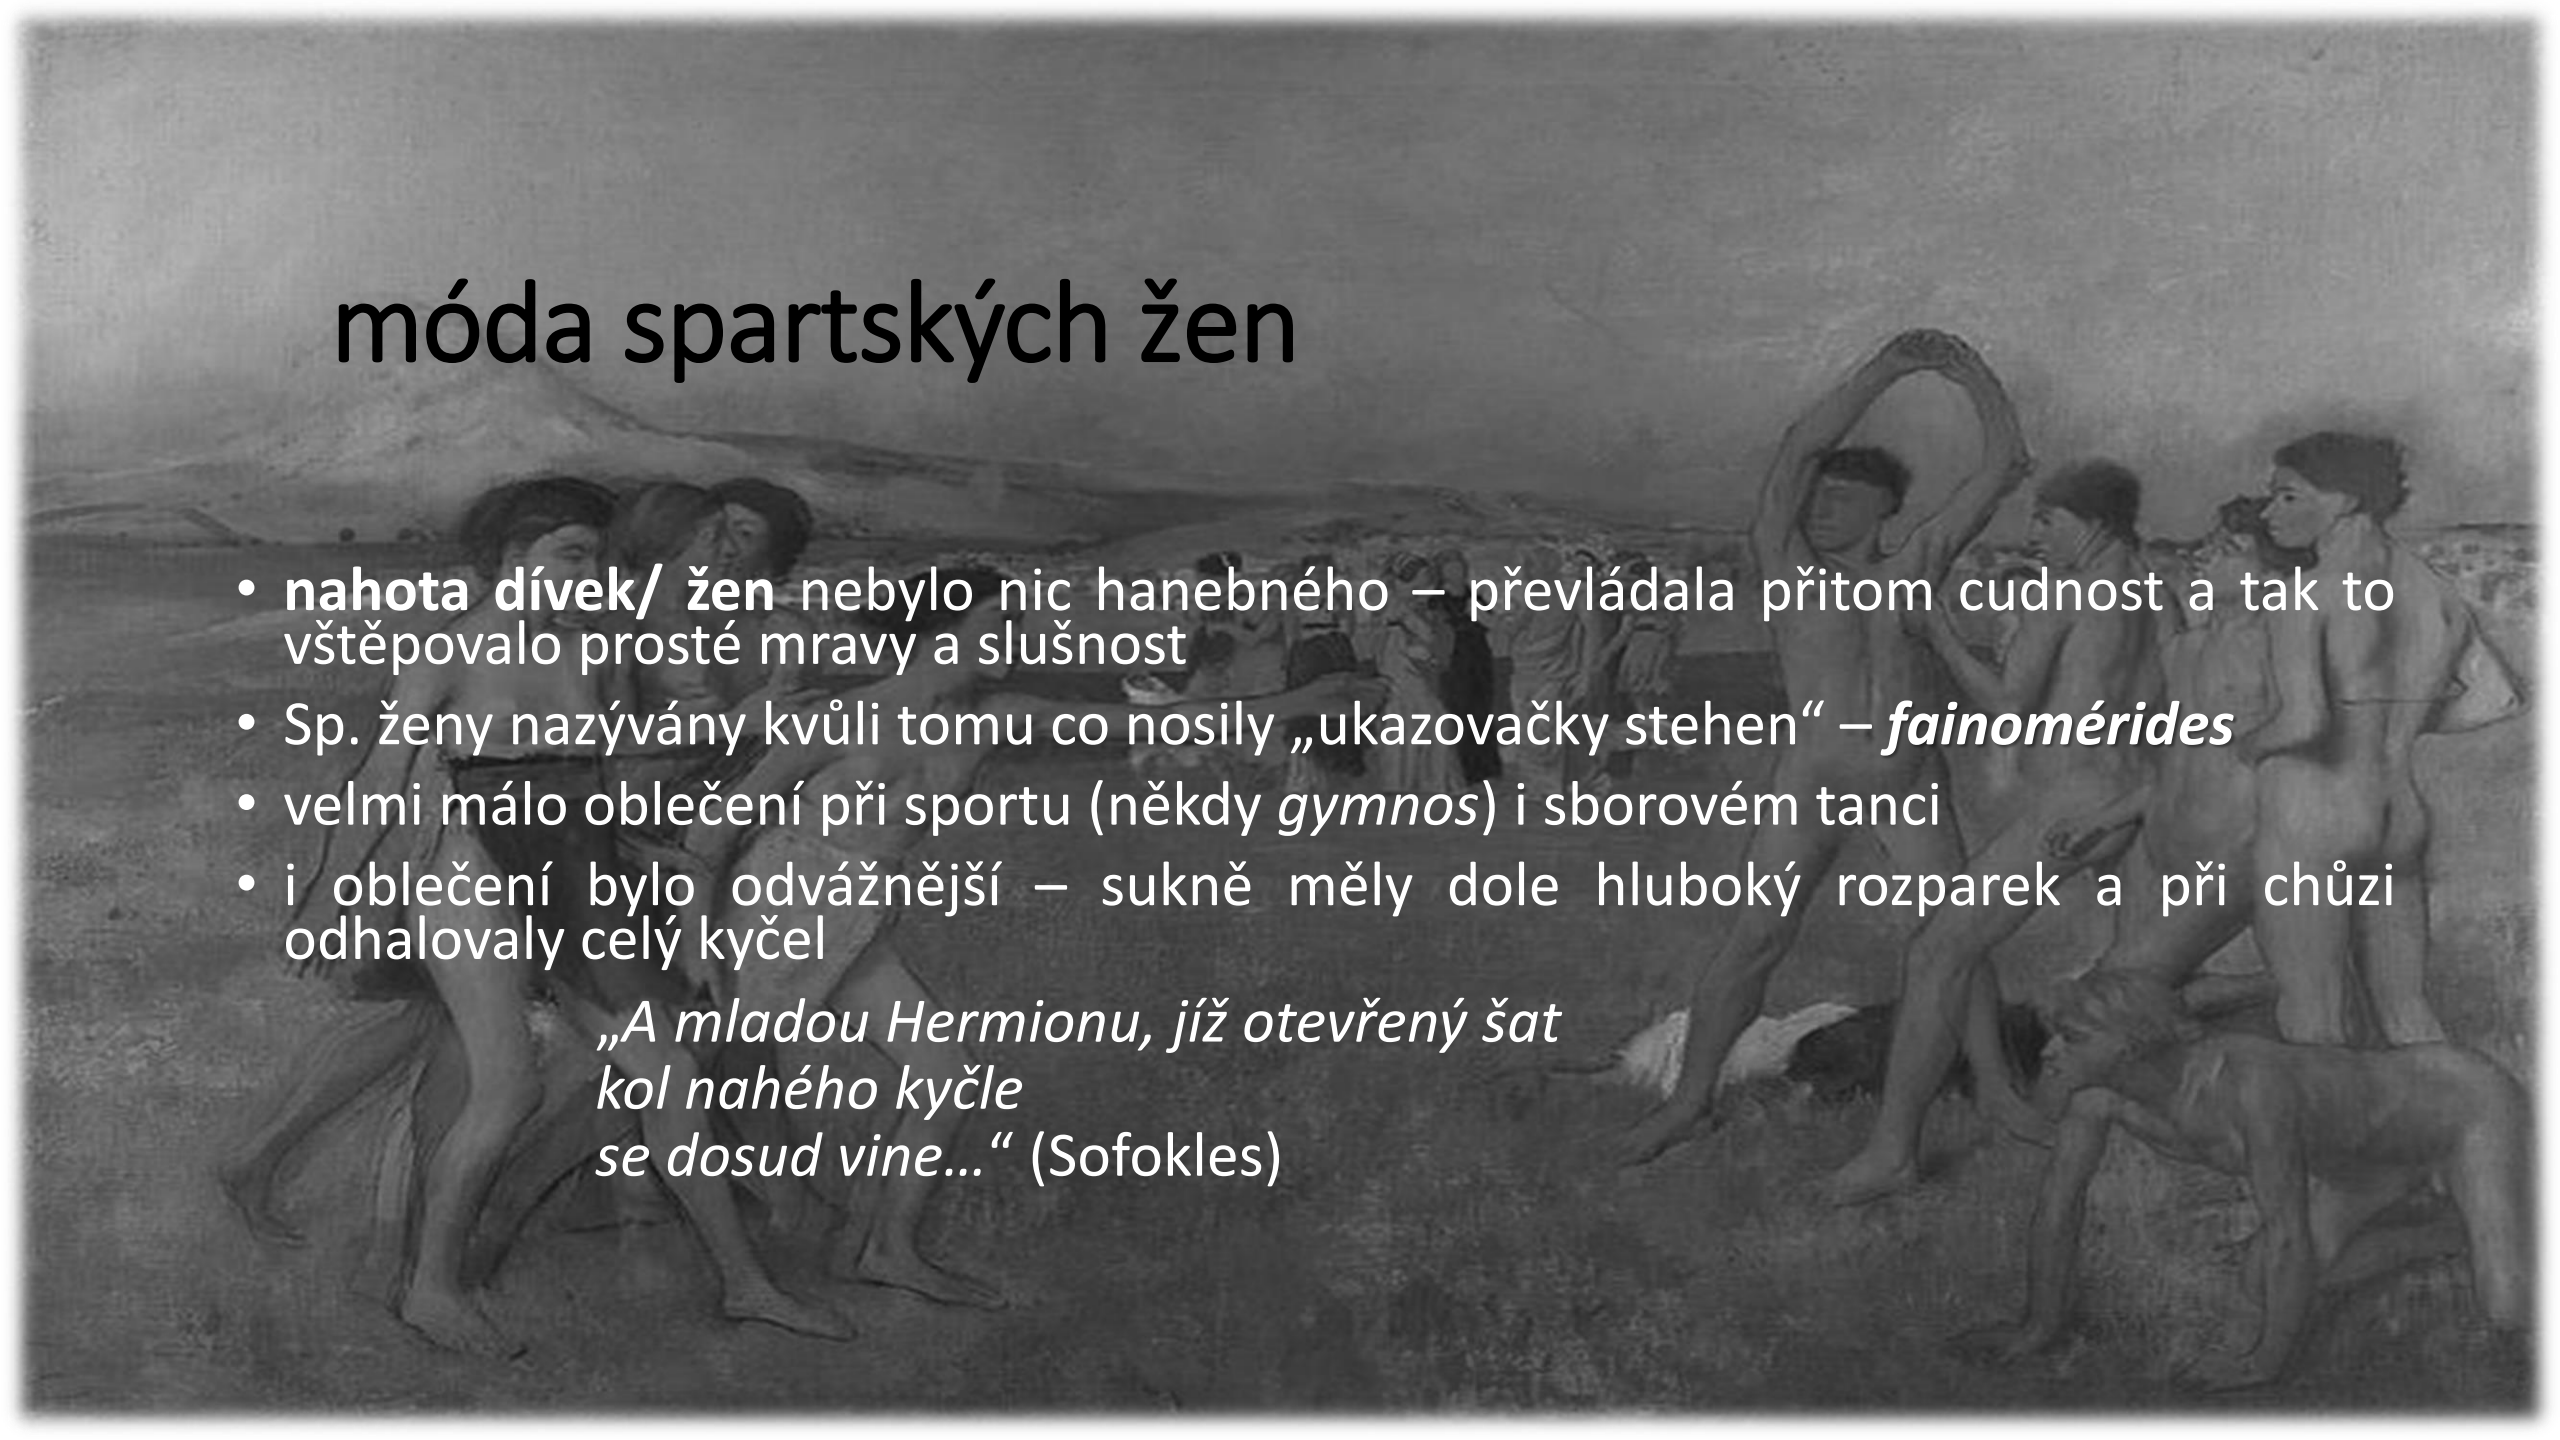 móda spartských žen
• nahota dívek/ žen nebylo nic hanebného – převládala přitom cudnost a tak to
vštěpovalo prosté mravy a slušnost
• Sp. ženy nazývány kvůli tomu co nosily „ukazovačky stehen“ – fainomérides
• velmi málo oblečení při sportu (někdy gymnos) i sborovém tanci
• i oblečení bylo odvážnější – sukně měly dole hluboký rozparek a při chůzi
odhalovaly celý kyčel
„A mladou Hermionu, jíž otevřený šat
kol nahého kyčle
se dosud vine…“ (Sofokles)